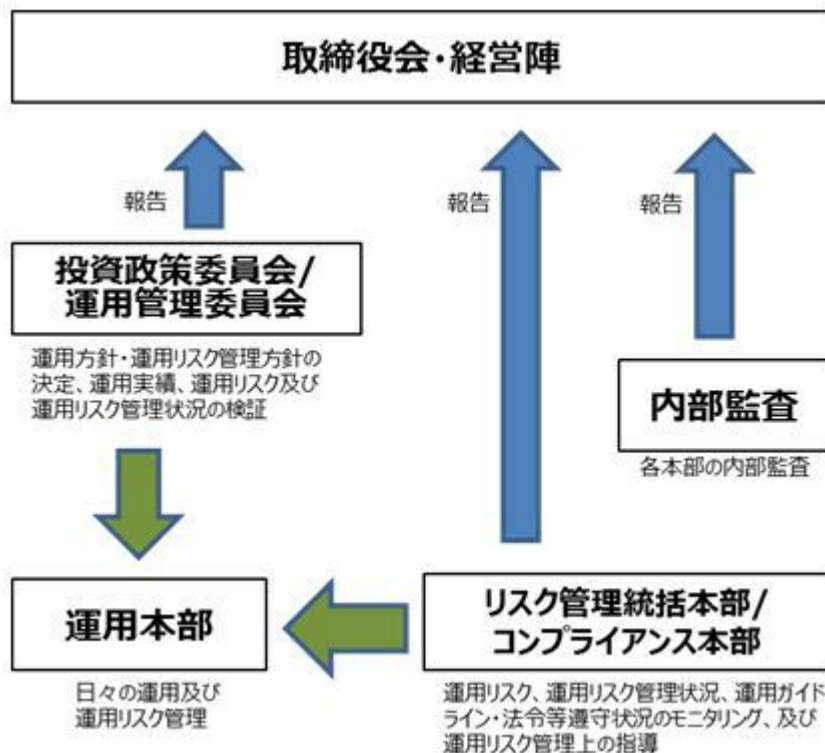 取締役会・経営陣
報告
報告
報告
投資政策委員会/
運用管理委員会
運用方針・運用リスク管理方針の
決定、運用実績、運用リスク及び
運用リスク管理状況の検証
内部監査
各本部の内部監査
運用本部
日々の運用及び
運用リスク管理
リスク管理統括本部/
コンプライアンス本部
運用リスク、運用リスク管理状況、運用ガイド
ライン・法令等遵守状況のモニタリング、及び
運用リスク管理上の指導